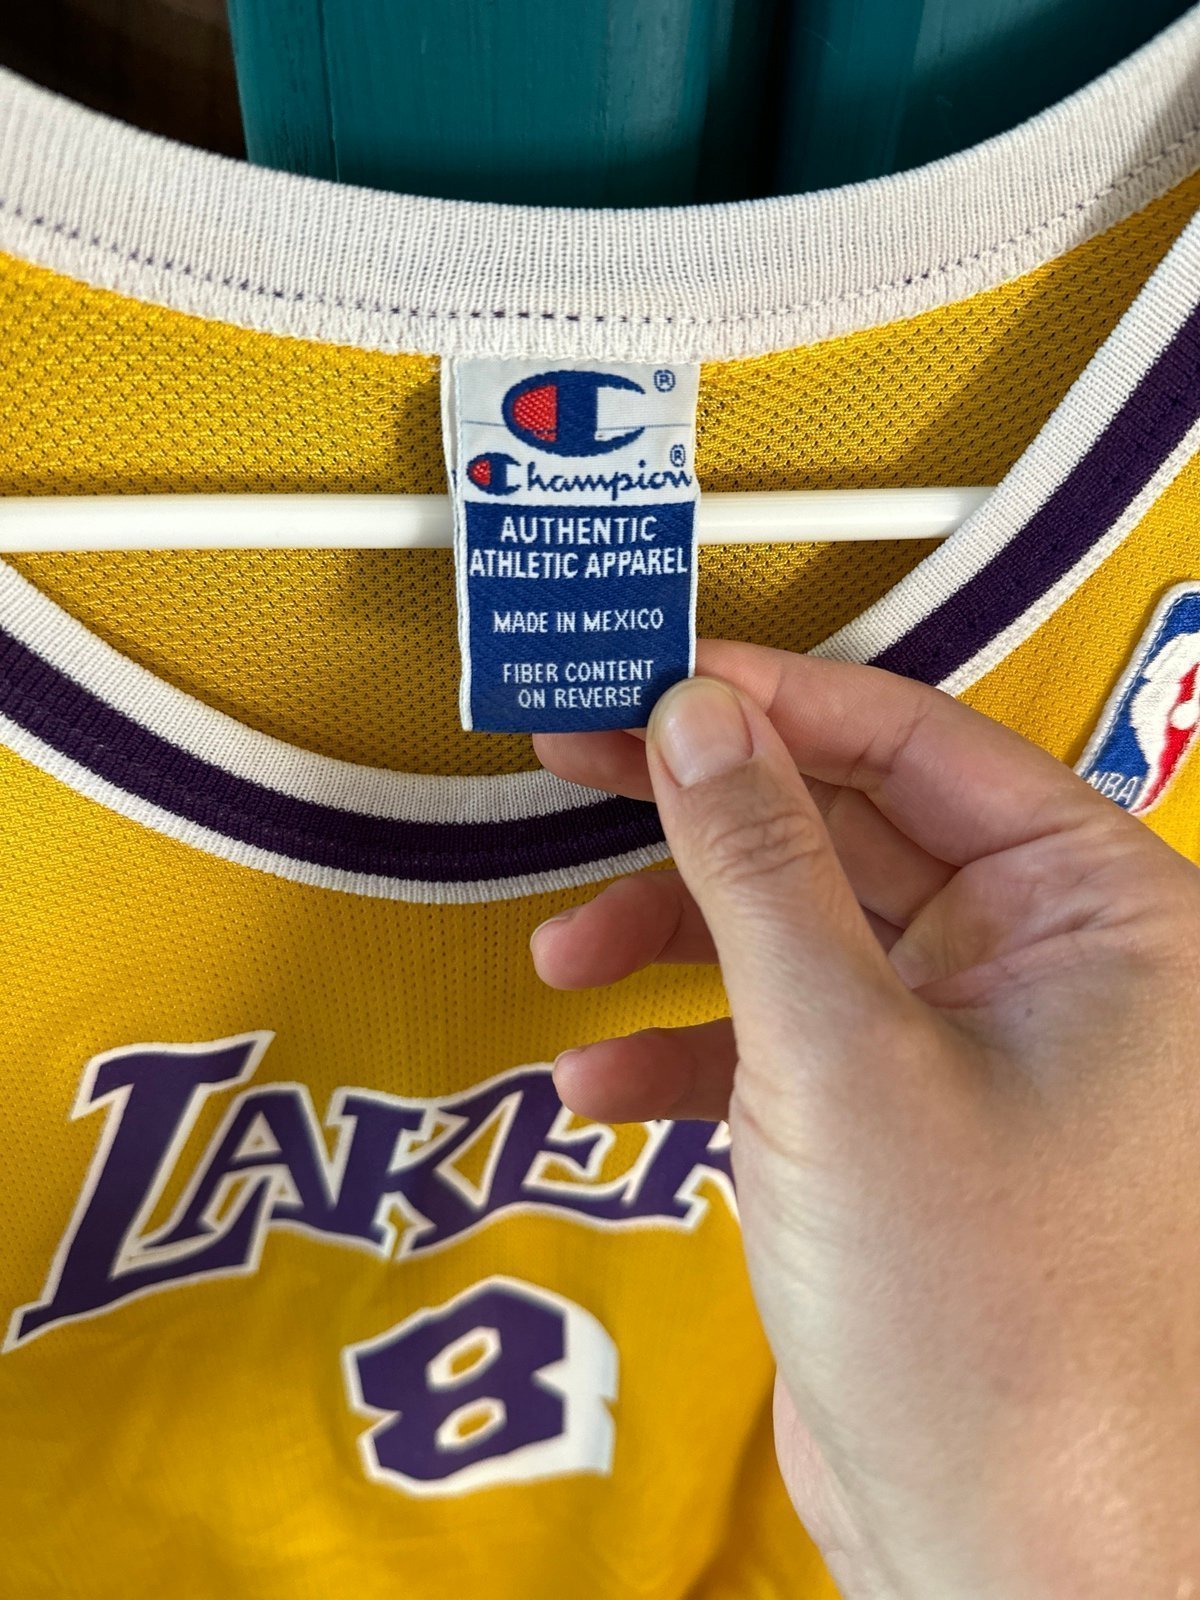 ®
Champion®
AUTHENTIC
ATHLETIC APPAREL
MADE IN MEXICO
FIBER CONTENT
ON REVERSE
NBA
LAKER
8